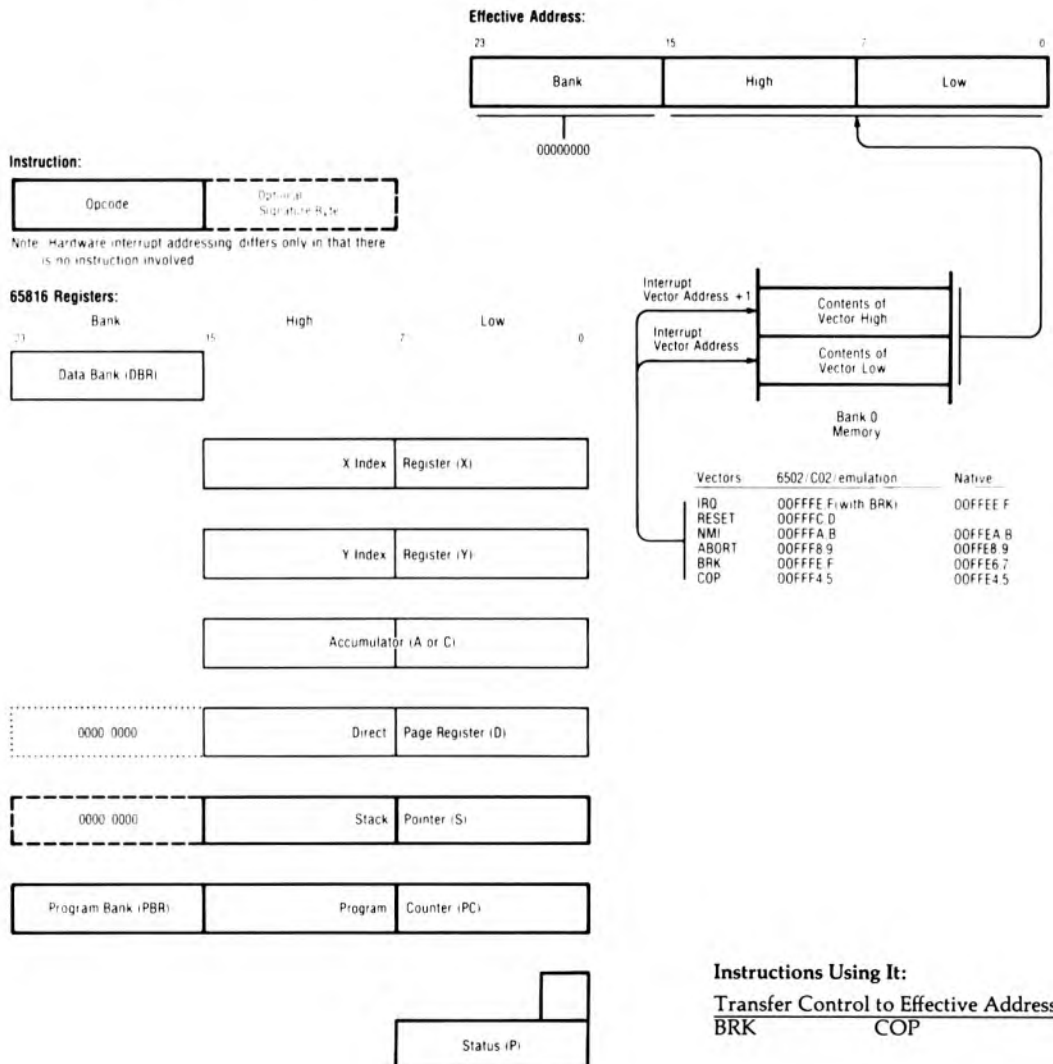 Effective Address:
23 15 7 0
Bank High Low
00000000
Instruction:
Opcode
Optional
Signature Byte
Note: Hardware interrupt addressing differs only in that there
is no instruction involved
65816 Registers:
Bank High Low
23 15 7 0
Data Bank (DBR)
X Index Register (X)
Y Index Register (Y)
Accumulator (A or C)
0000 0000 Direct Page Register (D)
0000 0000 Stack Pointer (S)
Program Bank (PBR) Program Counter (PC)
Status (P)
Interrupt
Vector Address +1
Interrupt
Vector Address
Contents of
Vector High
Contents of
Vector Low
Bank 0
Memory
Vectors 6502/C02/emulation Native
IRQ 00FFFE,F(with BRK) 00FFEE,F
RESET 00FFFC,D
NMI 00FFFA,B 00FFEA,B
ABORT 00FFF8,9 00FFE8,9
BRK 00FFFE,F 00FFE6,7
COP 00FFF4,5 00FFE4,5
Instructions Using It:
Transfer Control to Effective Address
BRK COP